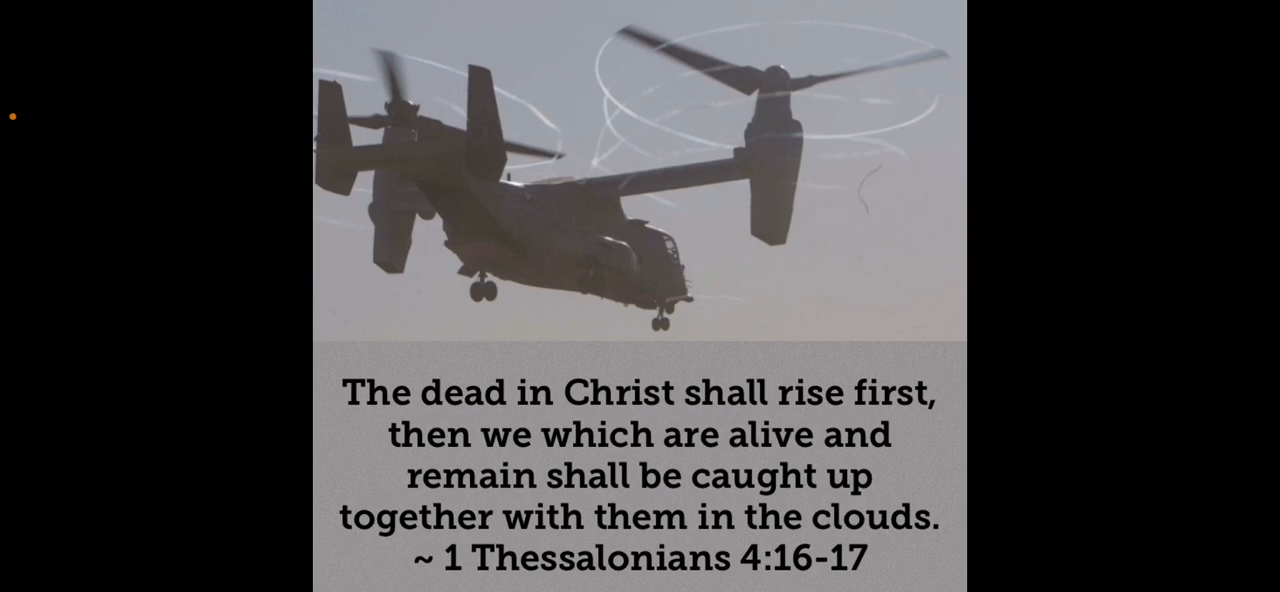 The dead in Christ shall rise first,
then we which are alive and
remain shall be caught up
together with them in the clouds.
~ 1 Thessalonians 4:16-17